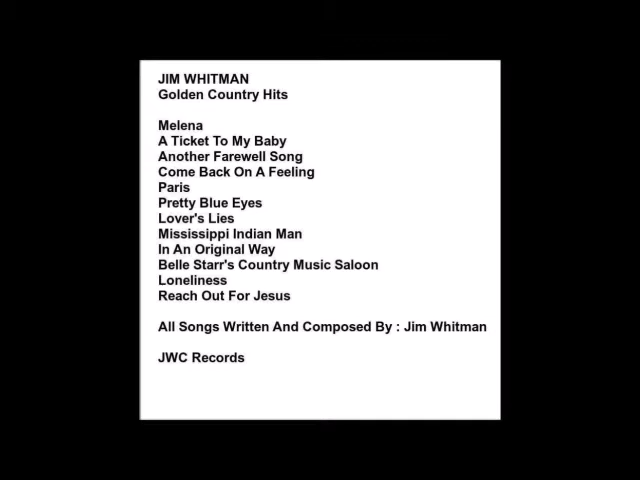 JIM WHITMAN
Golden Country Hits
Melena
A Ticket To My Baby
Another Farewell Song
Come Back On A Feeling
Paris
Pretty Blue Eyes
Lover's Lies
Mississippi Indian Man
In An Original Way
Belle Starr's Country Music Saloon
Loneliness
Reach Out For Jesus
All Songs Written And Composed By : Jim Whitman
JWC Records